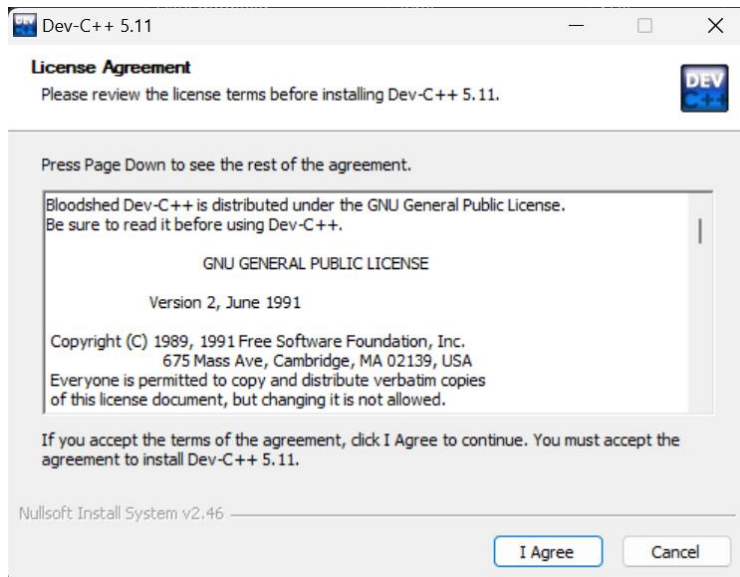 Dev-C++ 5.11
License Agreement
Please review the license terms before installing Dev-C++ 5.11.
DEV
C++
Press Page Down to see the rest of the agreement.
Bloodshed Dev-C++ is distributed under the GNU General Public License.
Be sure to read it before using Dev-C++.
GNU GENERAL PUBLIC LICENSE
Version 2, June 1991
Copyright (C) 1989, 1991 Free Software Foundation, Inc.
675 Mass Ave, Cambridge, MA 02139, USA
Everyone is permitted to copy and distribute verbatim copies
of this license document, but changing it is not allowed.
If you accept the terms of the agreement, click I Agree to continue. You must accept the
agreement to install Dev-C++ 5.11.
Nullsoft Install System v2.46
I Agree
Cancel